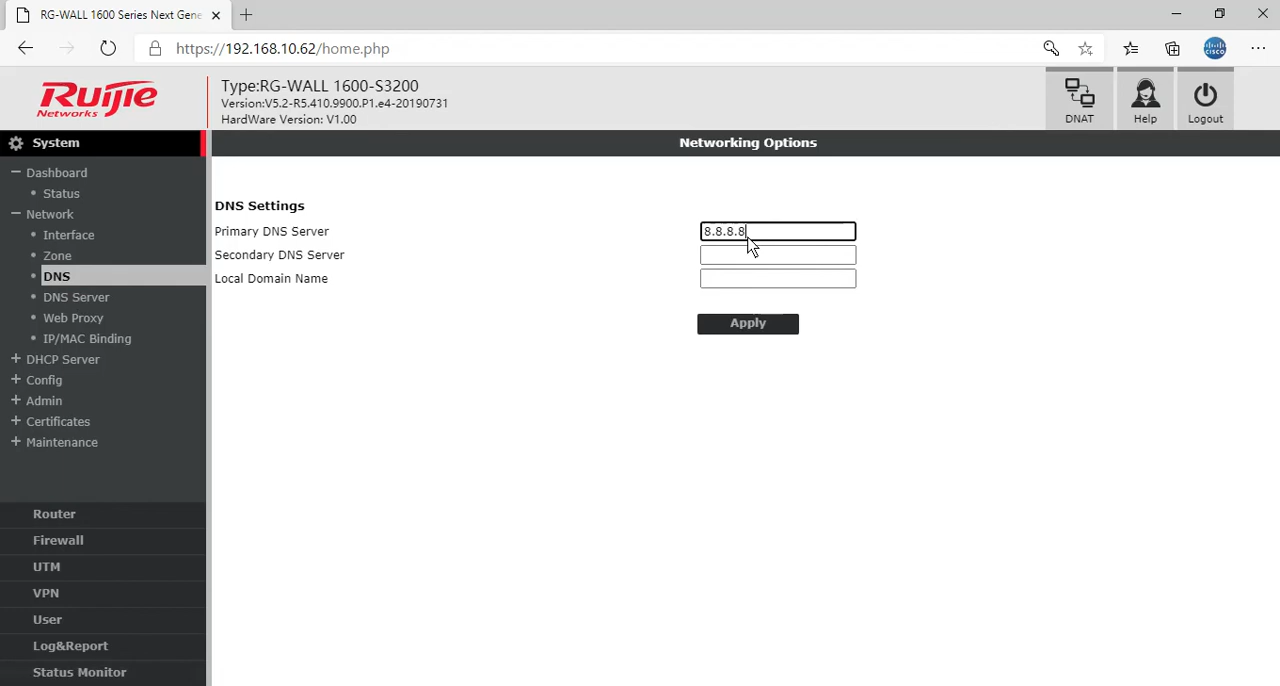 RG-WALL 1600 Series Next Gene
https://192.168.10.62/home.php
CISCO
RUIJIE
Networks
Type:RG-WALL 1600-S3200
Version:V5.2-R5.410.9900.P1.e4-20190731
HardWare Version: V1.00
DNAT
Help
Logout
System
Networking Options
Dashboard
Status
Network
Interface
Zone
DNS
DNS Server
Web Proxy
IP/MAC Binding
DHCP Server
Config
Admin
Certificates
Maintenance
Router
Firewall
UTM
VPN
User
Log&Report
Status Monitor
DNS Settings
Primary DNS Server
8.8.8.8
Secondary DNS Server
Local Domain Name
Apply